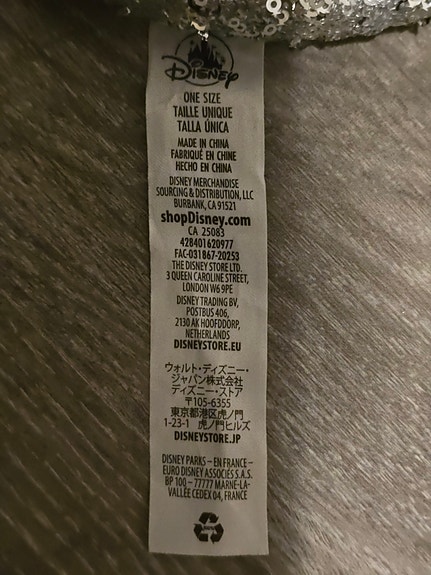 Disney
ONE SIZE
TAILLE UNIQUE
TALLA ÚNICA
MADE IN CHINA
FABRIQUÉ EN CHINE
HECHO EN CHINA
DISNEY MERCHANDISE
SOURCING & DISTRIBUTION, LLC
BURBANK, CA 91521
shopDisney.com
CA 25083
428401620977
FAC-031867-20253
THE DISNEY STORE LTD.
3 QUEEN CAROLINE STREET,
LONDON W6 9PE
DISNEY TRADING BV,
POSTBUS 406,
2130 AK HOOFDDORP,
NETHERLANDS
DISNEYSTORE.EU
ウォルト・ディズニー・
ジャパン株式会社
ディズニー・ストア
〒105-6355
東京都港区虎ノ門
1-23-1 虎ノ門ヒルズ
DISNEYSTORE.JP
DISNEY PARKS – EN FRANCE –
EURO DISNEY ASSOCIÉS S.A.S.
BP 100 – 77777 MARNE-LA-
VALLÉE CEDEX 04, FRANCE